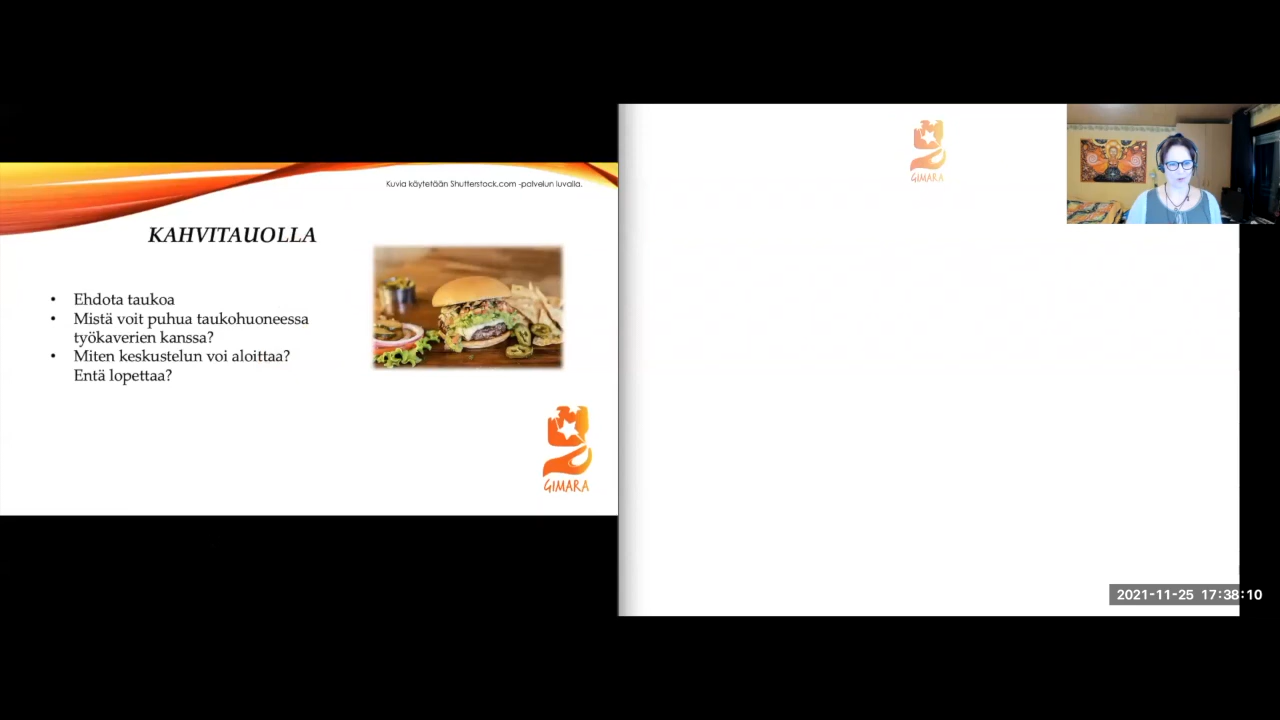 Kuvia käytetään Shutterstock.com -palvelun luvalla.
KAHVITAUOLLA
• Ehdota taukoa
• Mistä voit puhua taukohuoneessa
työkaverien kanssa?
• Miten keskustelun voi aloittaa?
Entä lopettaa?
GIMARA
GIMARA
2021-11-25 17:38:10